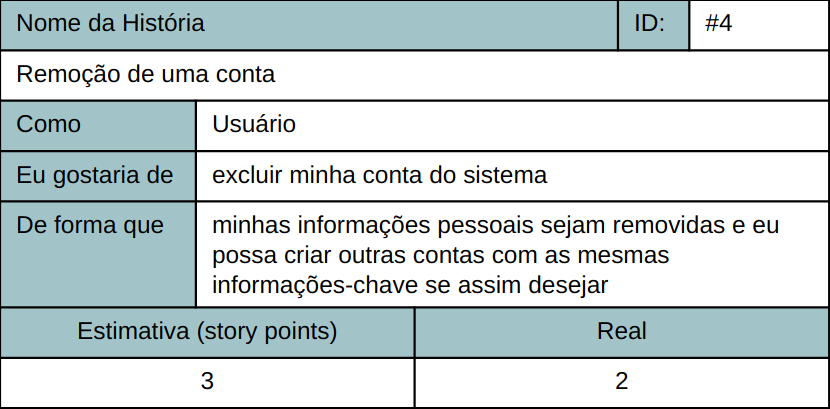 Nome da História ID: #4
Remoção de uma conta
Como Usuário
Eu gostaria de excluir minha conta do sistema
De forma que minhas informações pessoais sejam removidas e eu
possa criar outras contas com as mesmas
informações-chave se assim desejar
Estimativa (story points) Real
3 2